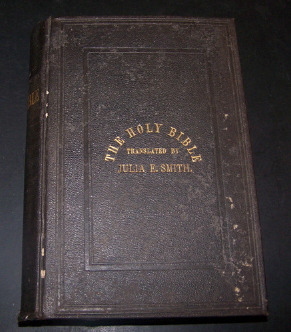 THE HOLY BIBLE
TRANSLATED BY
JULIA E. SMITH.